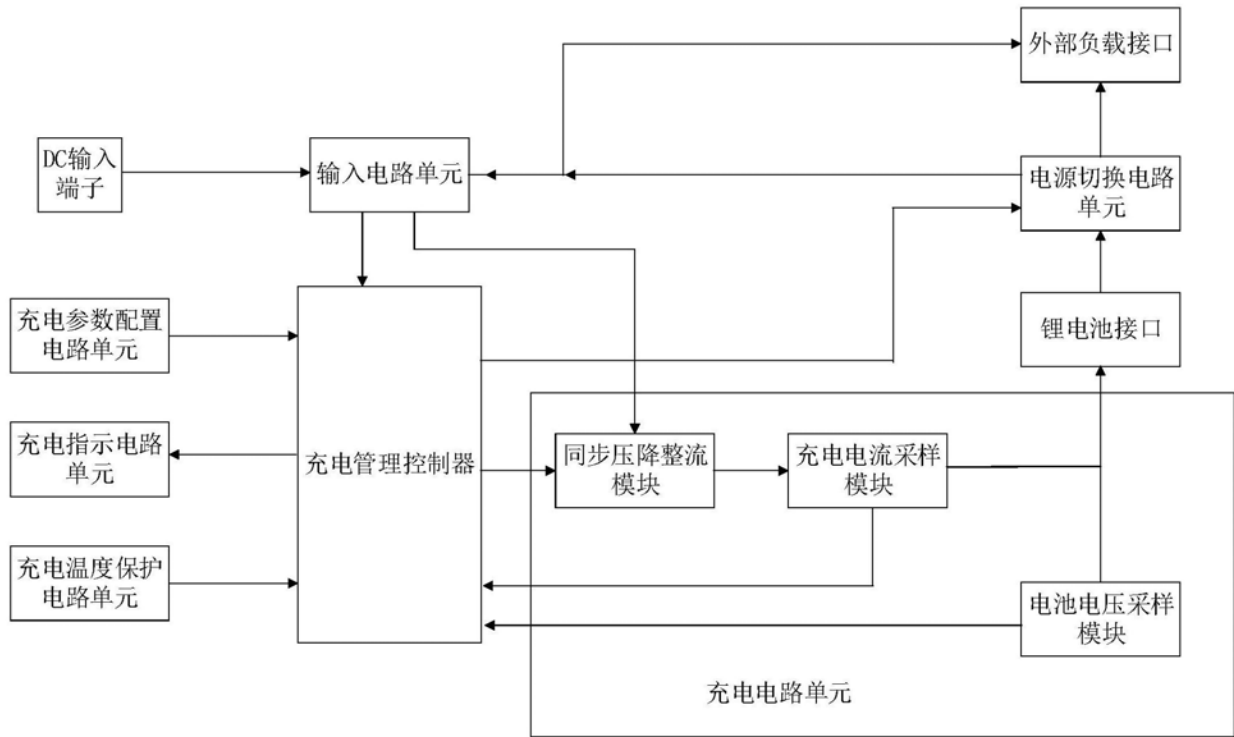 外部负载接口
DC输入
端子
输入电路单元
电源切换电路
单元
充电参数配置
电路单元
锂电池接口
充电指示电路
单元
充电管理控制器
同步压降整流
模块
充电电流采样
模块
充电温度保护
电路单元
电池电压采样
模块
充电电路单元